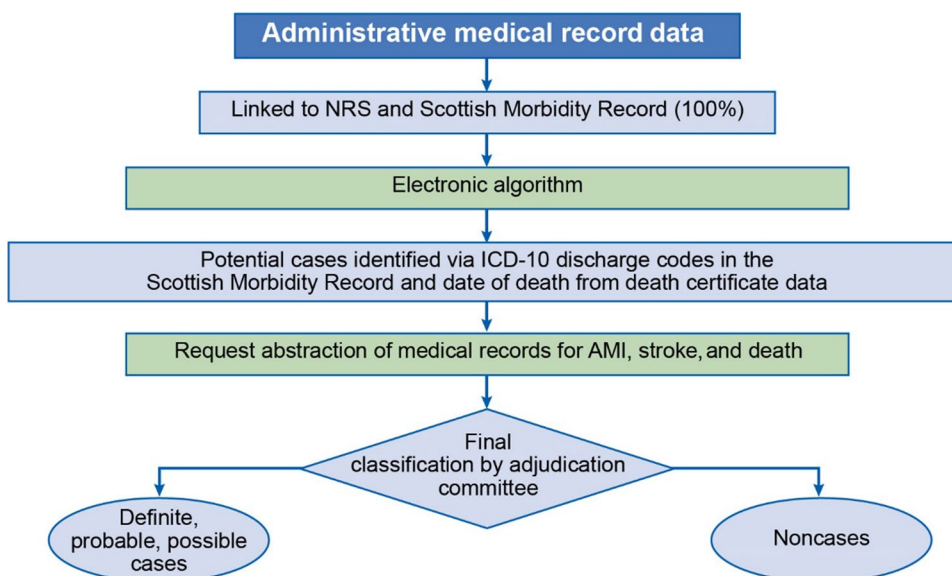 Administrative medical record data
Linked to NRS and Scottish Morbidity Record (100%)
Electronic algorithm
Potential cases identified via ICD-10 discharge codes in the
Scottish Morbidity Record and date of death from death certificate data
Request abstraction of medical records for AMI, stroke, and death
Final
classification by adjudication
committee
Definite,
probable, possible
cases
Noncases